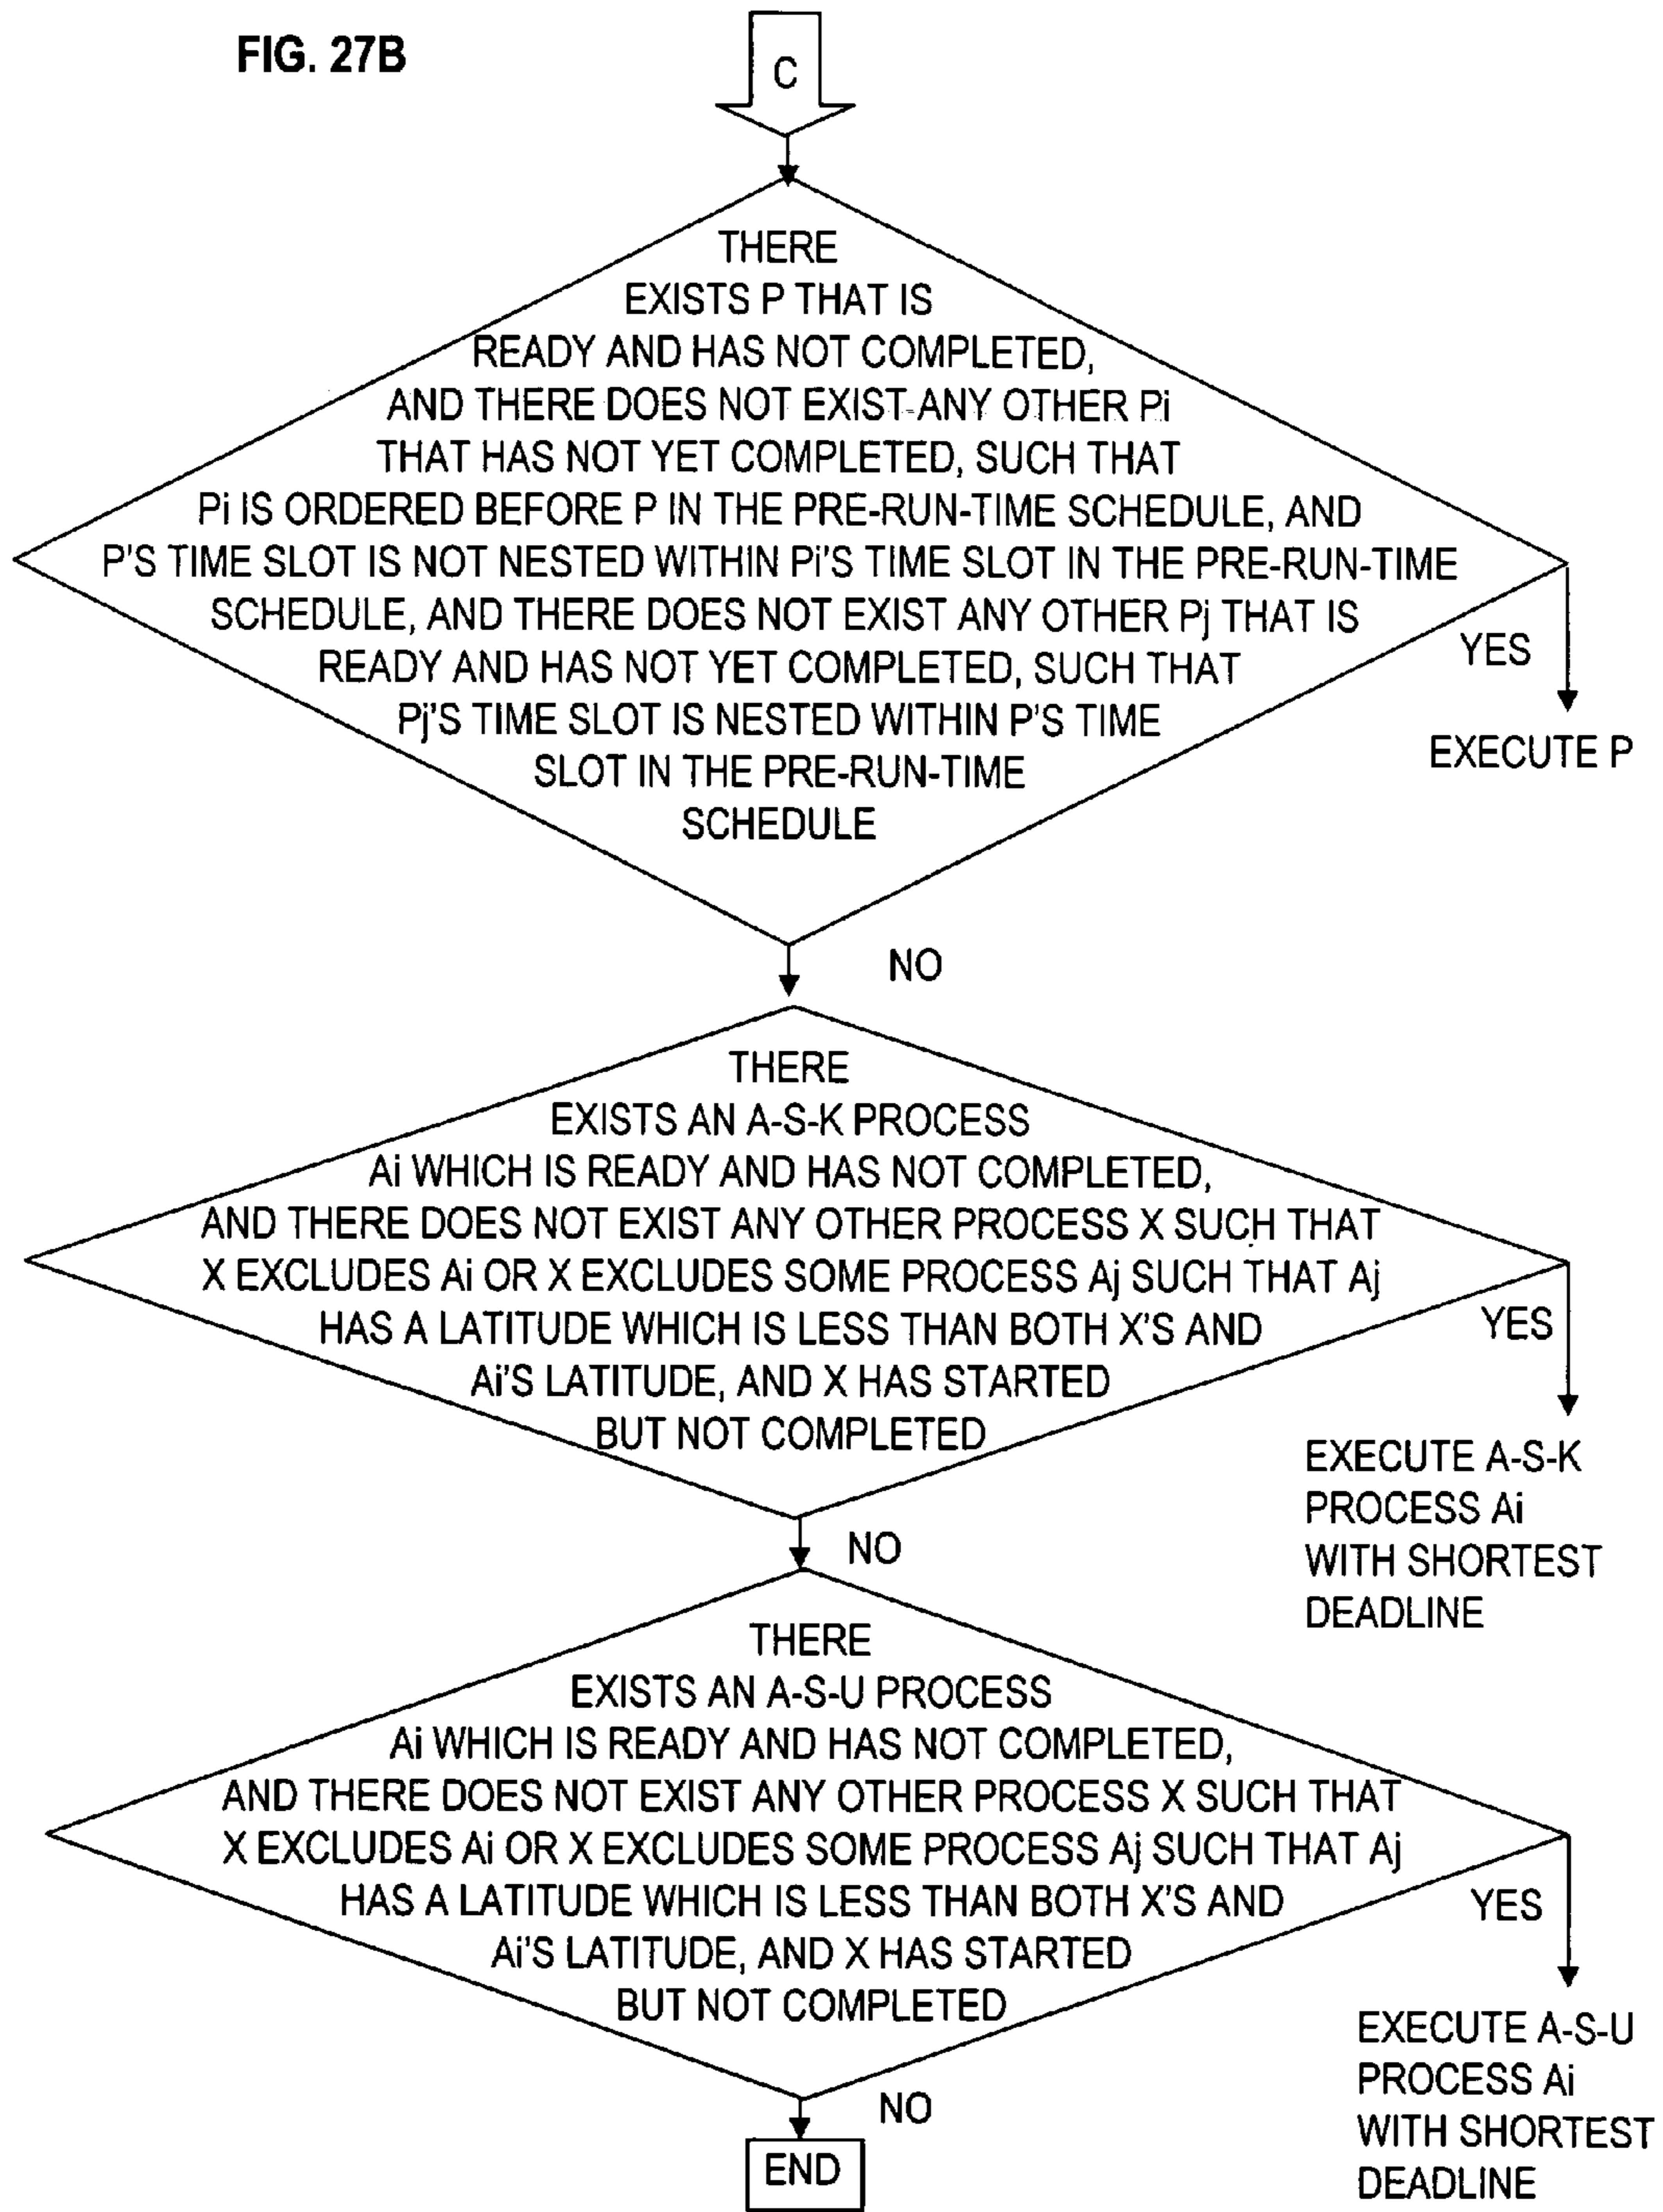 FIG. 27B
C
THERE
EXISTS P THAT IS
READY AND HAS NOT COMPLETED,
AND THERE DOES NOT EXIST ANY OTHER Pi
THAT HAS NOT YET COMPLETED, SUCH THAT
Pi IS ORDERED BEFORE P IN THE PRE-RUN-TIME SCHEDULE, AND
P'S TIME SLOT IS NOT NESTED WITHIN Pi'S TIME SLOT IN THE PRE-RUN-TIME
SCHEDULE, AND THERE DOES NOT EXIST ANY OTHER Pj THAT IS
READY AND HAS NOT YET COMPLETED, SUCH THAT
Pj'S TIME SLOT IS NESTED WITHIN P'S TIME
SLOT IN THE PRE-RUN-TIME
SCHEDULE
YES
EXECUTE P
NO
THERE
EXISTS AN A-S-K PROCESS
Ai WHICH IS READY AND HAS NOT COMPLETED,
AND THERE DOES NOT EXIST ANY OTHER PROCESS X SUCH THAT
X EXCLUDES Ai OR X EXCLUDES SOME PROCESS Aj SUCH THAT Aj
HAS A LATITUDE WHICH IS LESS THAN BOTH X'S AND
Ai'S LATITUDE, AND X HAS STARTED
BUT NOT COMPLETED
YES
EXECUTE A-S-K
PROCESS Ai
WITH SHORTEST
DEADLINE
NO
THERE
EXISTS AN A-S-U PROCESS
Ai WHICH IS READY AND HAS NOT COMPLETED,
AND THERE DOES NOT EXIST ANY OTHER PROCESS X SUCH THAT
X EXCLUDES Ai OR X EXCLUDES SOME PROCESS Aj SUCH THAT Aj
HAS A LATITUDE WHICH IS LESS THAN BOTH X'S AND
Ai'S LATITUDE, AND X HAS STARTED
BUT NOT COMPLETED
YES
EXECUTE A-S-U
PROCESS Ai
WITH SHORTEST
DEADLINE
NO
END